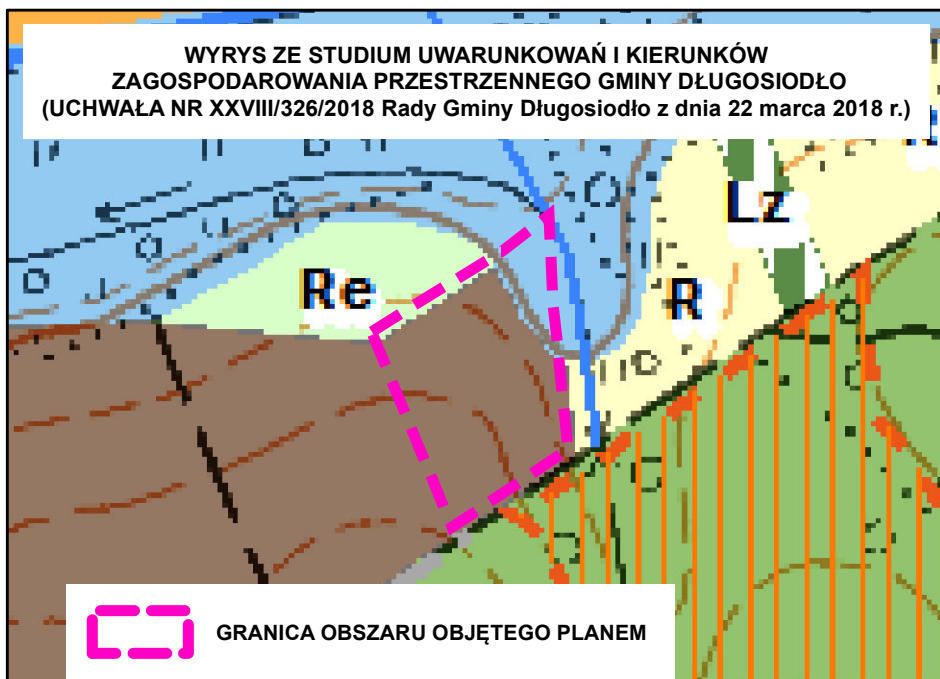 WYRYS ZE STUDIUM UWARUNKOWAŃ I KIERUNKÓW
ZAGOSPODAROWANIA PRZESTRZENNEGO GMINY DŁUGOSIODŁO
(UCHWAŁA NR XXVIII/326/2018 Rady Gminy Długosiodło z dnia 22 marca 2018 r.)
Lz
Re
R
GRANICA OBSZARU OBJĘTEGO PLANEM